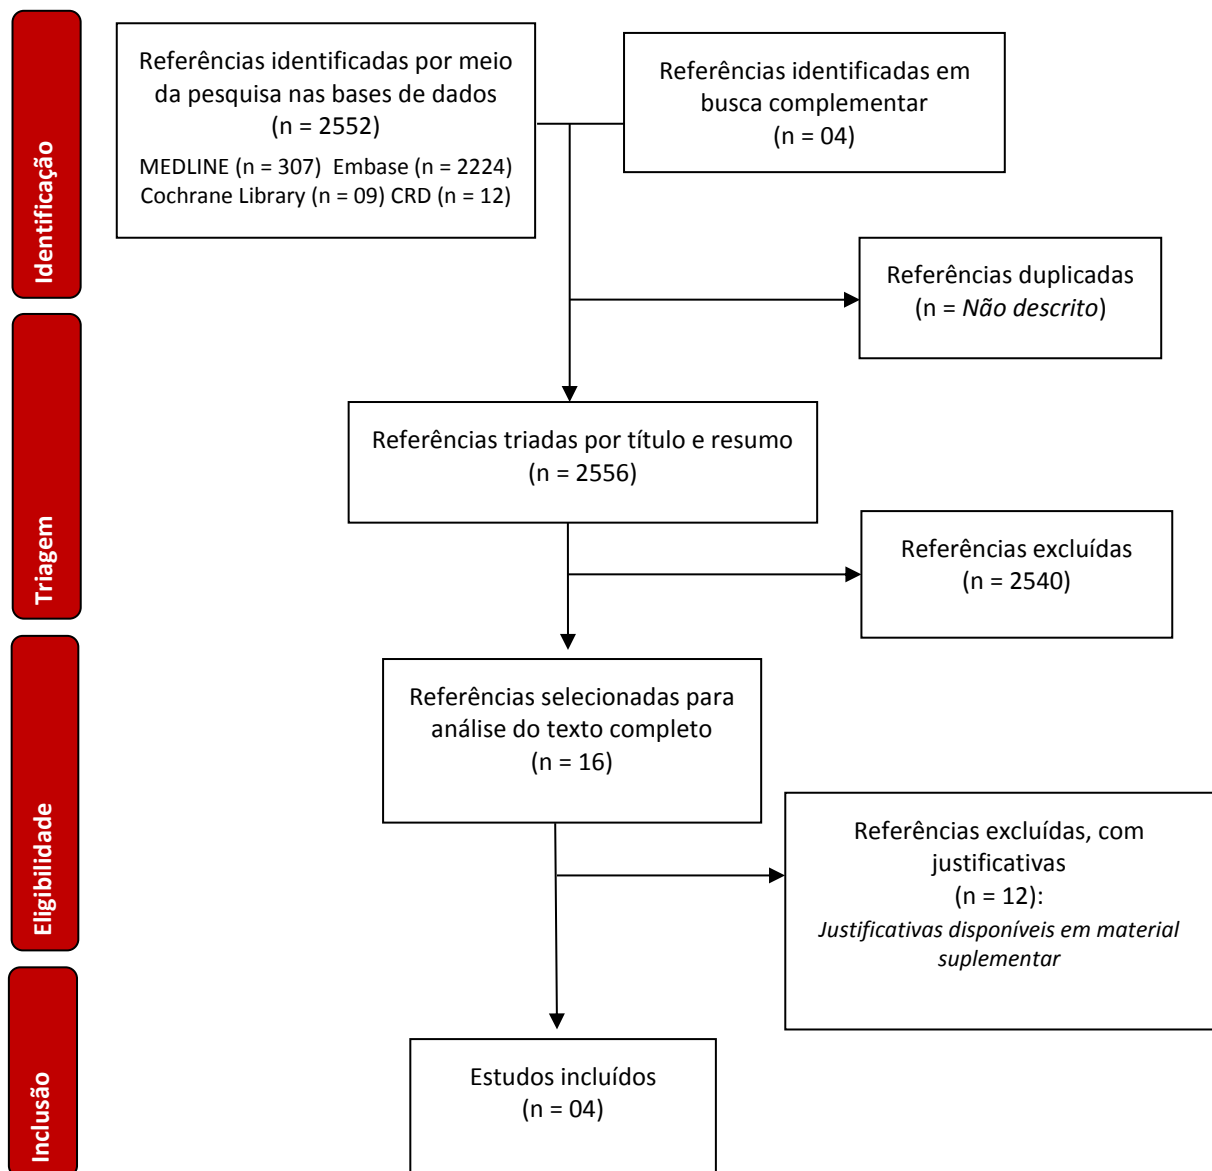 Identificação
Referências identificadas por meio
da pesquisa nas bases de dados
(n = 2552)
MEDLINE (n = 307) Embase (n = 2224)
Cochrane Library (n = 09) CRD (n = 12)
Referências identificadas em
busca complementar
(n = 04)
Referências duplicadas
(n = Não descrito)
Triagem
Referências triadas por título e resumo
(n = 2556)
Referências excluídas
(n = 2540)
Eligibilidade
Referências selecionadas para
análise do texto completo
(n = 16)
Referências excluídas, com
justificativas
(n = 12):
Justificativas disponíveis em material
suplementar
Inclusão
Estudos incluídos
(n = 04)